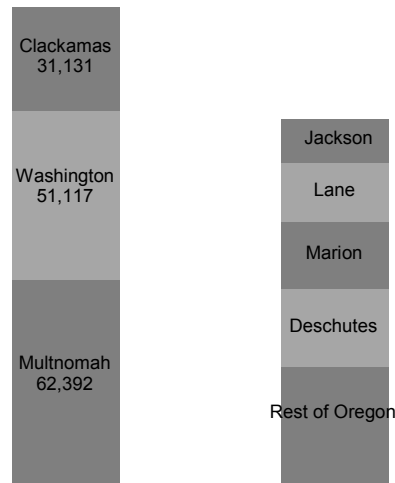 Clackamas
31,131
Washington
51,117
Multnomah
62,392
Jackson
Lane
Marion
Deschutes
Rest of Oregon